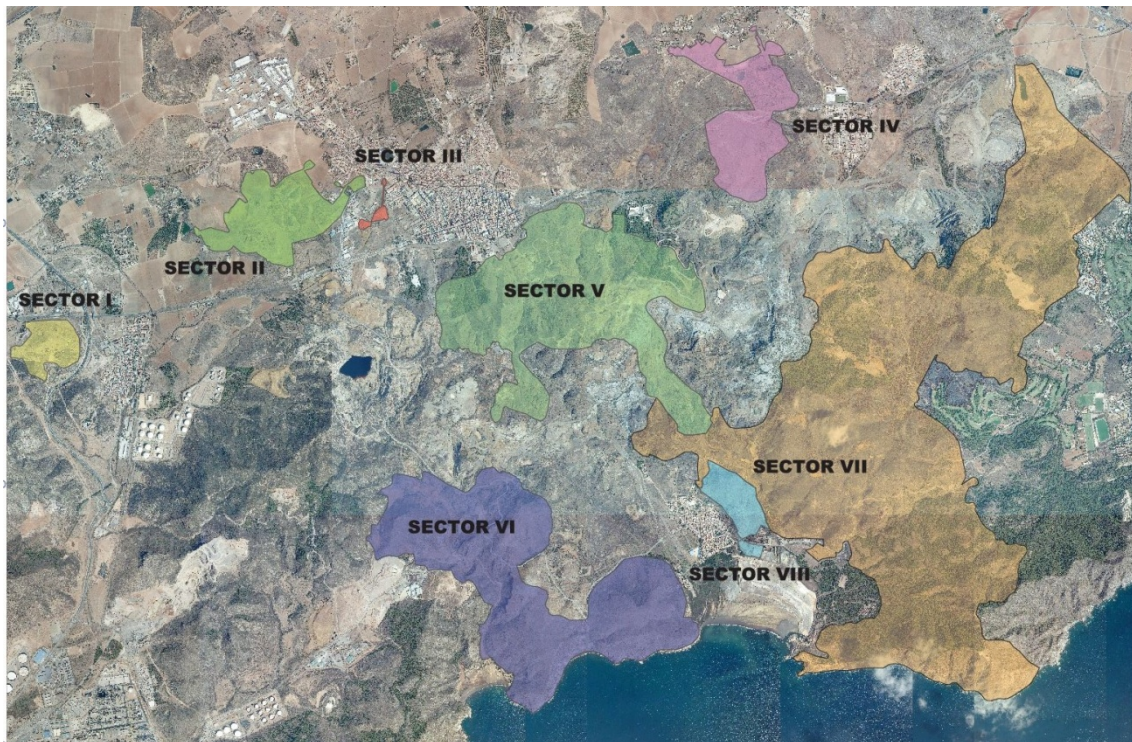 SECTOR IV
SECTOR III
SECTOR II
SECTOR V
SECTOR I.
SECTOR VII
SECTOR VI
SECTOR VIII